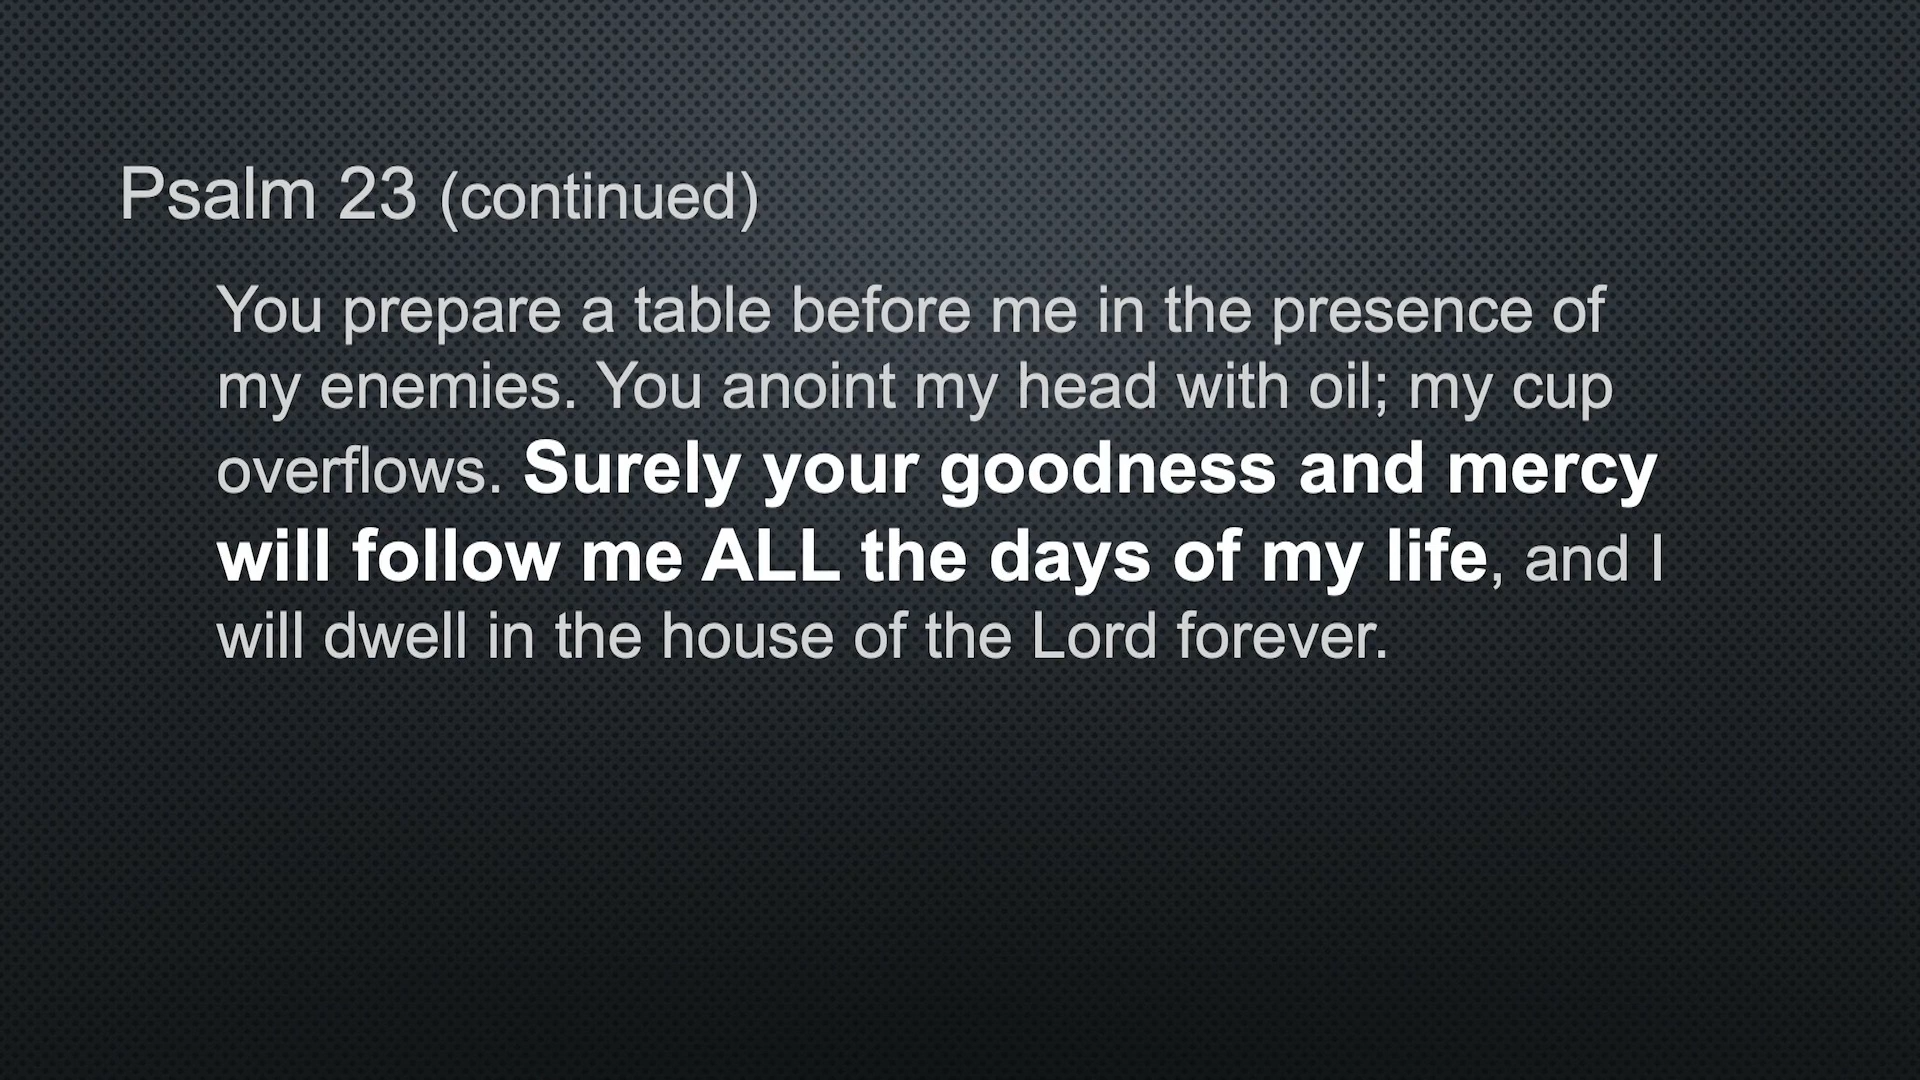 Psalm 23 (continued)
You prepare a table before me in the presence of
my enemies. You anoint my head with oil; my cup
overflows. Surely your goodness and mercy
will follow me ALL the days of my life, and I
will dwell in the house of the Lord forever.